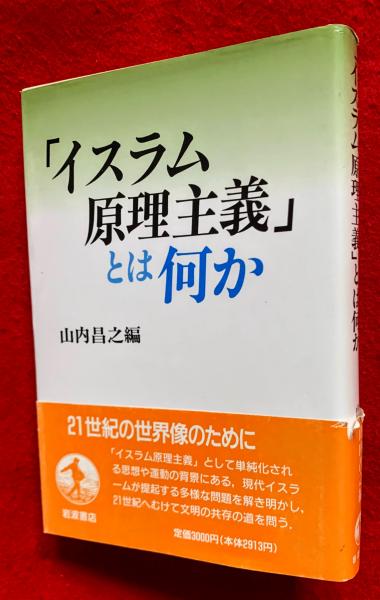 「イスラム
原理主義」
とは何か
山内昌之編
21世紀の世界像のために
「イスラム原理主義」として単純化され
る思想や運動の背景にある、現代イスラ
ームが提起する多様な問題を解き明かし、
21世紀へむけて文明の共存の道を問う.
岩波書店
定価3000円(本体2913円)
「イスラム原理主義」とは何か